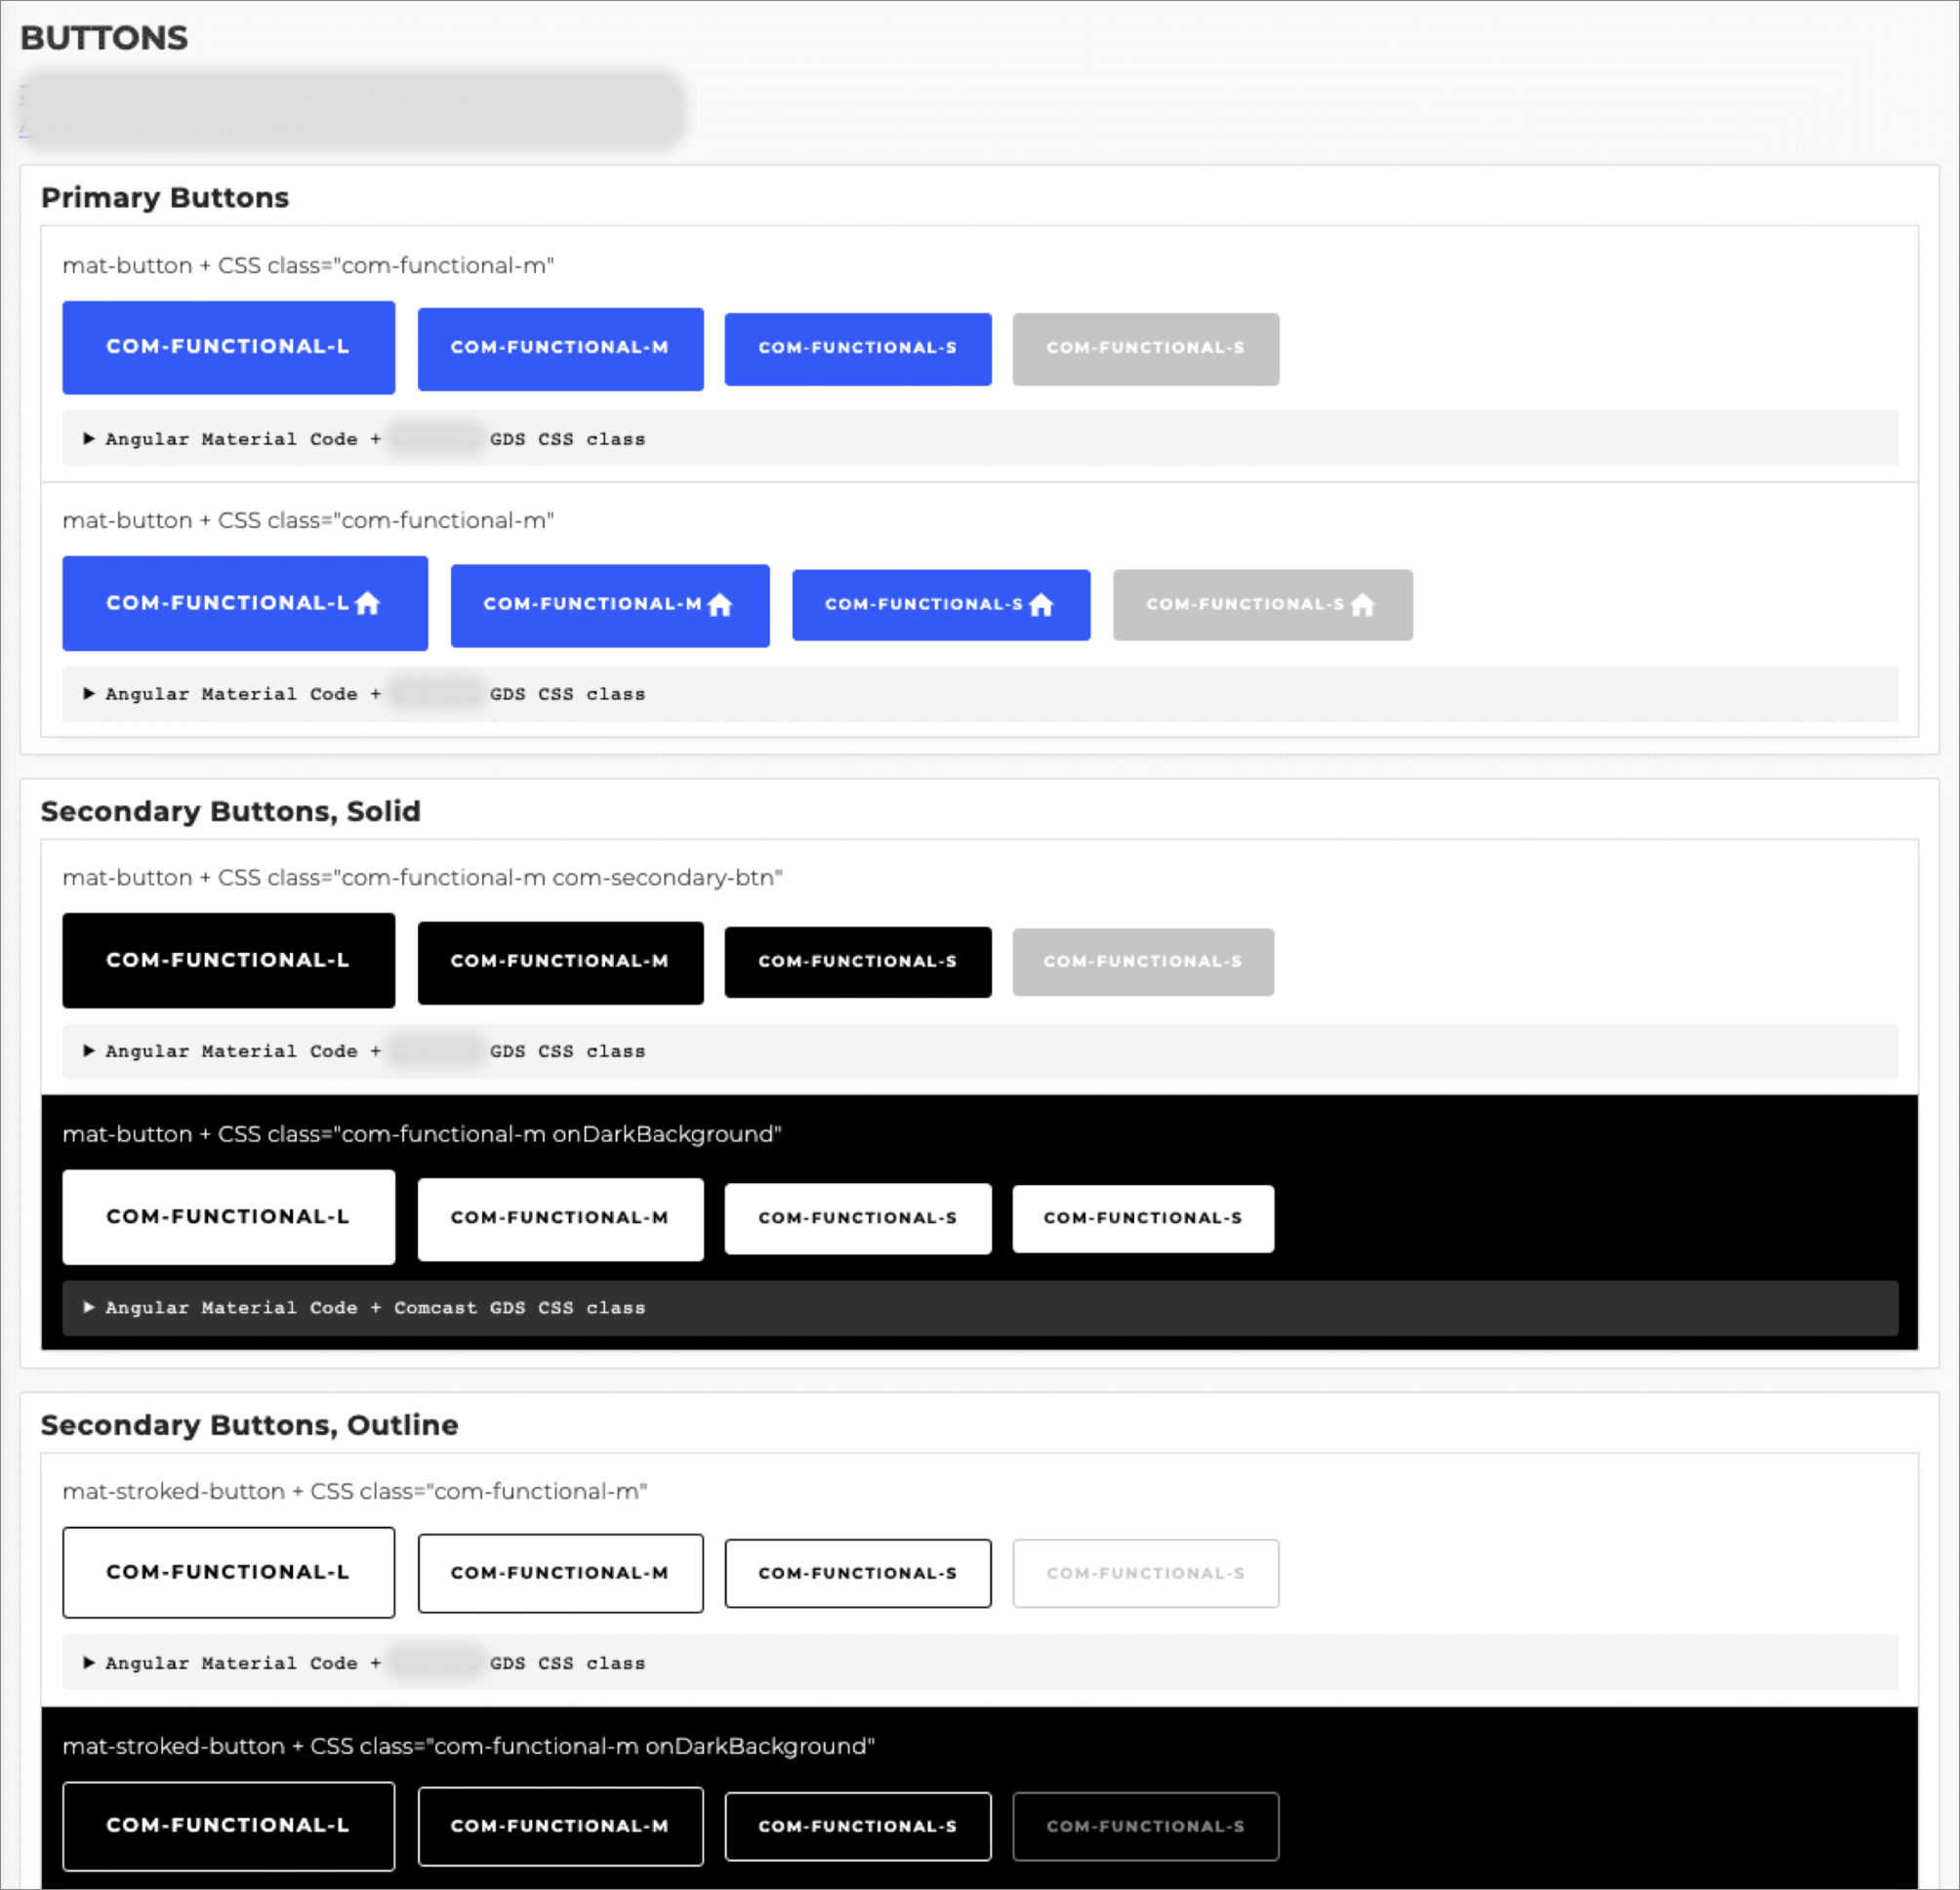 BUTTONS
Primary Buttons
mat-button + CSS class="com-functional-m"
COM-FUNCTIONAL-L COM-FUNCTIONAL-M COM-FUNCTIONAL-S COM-FUNCTIONAL-S
▶ Angular Material Code + GDS CSS class
mat-button + CSS class="com-functional-m"
COM-FUNCTIONAL-L COM-FUNCTIONAL-M COM-FUNCTIONAL-S COM-FUNCTIONAL-S
▶ Angular Material Code + GDS CSS class
Secondary Buttons, Solid
mat-button + CSS class="com-functional-m com-secondary-btn"
COM-FUNCTIONAL-L COM-FUNCTIONAL-M COM-FUNCTIONAL-S COM-FUNCTIONAL-S
▶ Angular Material Code + GDS CSS class
mat-button + CSS class="com-functional-m onDarkBackground"
COM-FUNCTIONAL-L COM-FUNCTIONAL-M COM-FUNCTIONAL-S COM-FUNCTIONAL-S
▶ Angular Material Code + Comcast GDS CSS class
Secondary Buttons, Outline
mat-stroked-button + CSS class="com-functional-m"
COM-FUNCTIONAL-L COM-FUNCTIONAL-M COM-FUNCTIONAL-S COM-FUNCTIONAL-S
▶ Angular Material Code + GDS CSS class
mat-stroked-button + CSS class="com-functional-m onDarkBackground"
COM-FUNCTIONAL-L COM-FUNCTIONAL-M COM-FUNCTIONAL-S COM-FUNCTIONAL-S